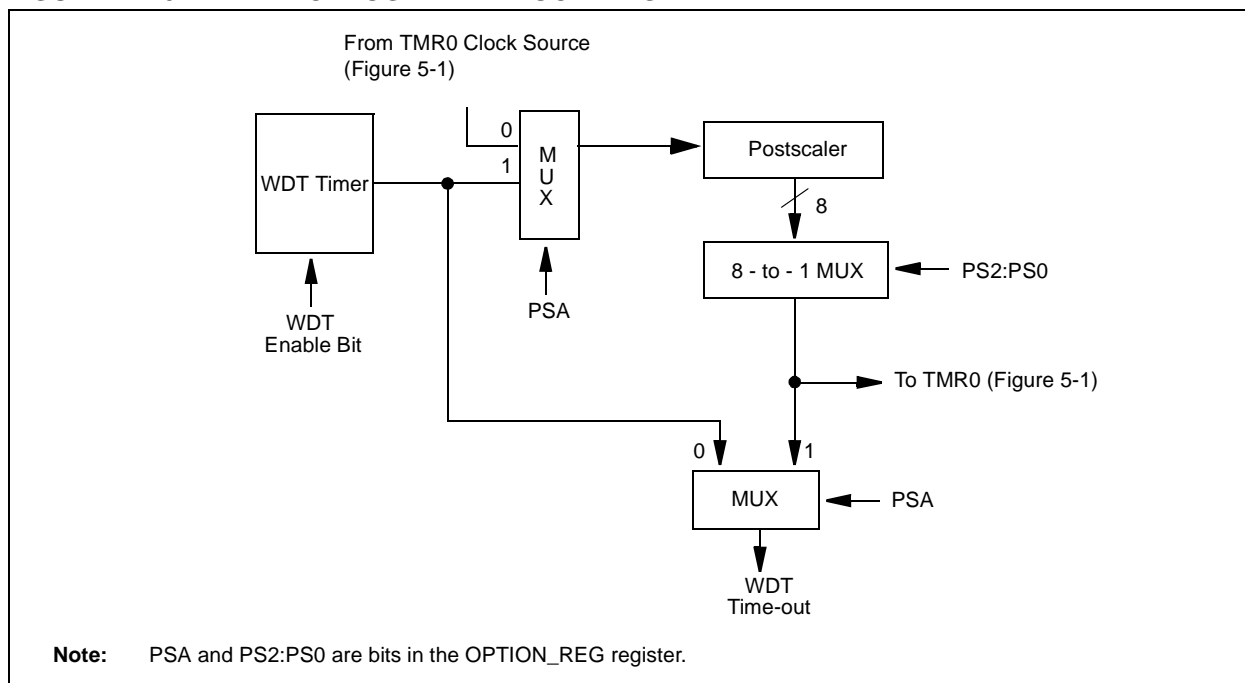 From TMR0 Clock Source
(Figure 5-1)
0
1
M
U
X
WDT Timer
Postscaler
8
8 - to - 1 MUX
PS2:PS0
PSA
WDT
Enable Bit
To TMR0 (Figure 5-1)
0
1
MUX
PSA
WDT
Time-out
Note: PSA and PS2:PS0 are bits in the OPTION_REG register.